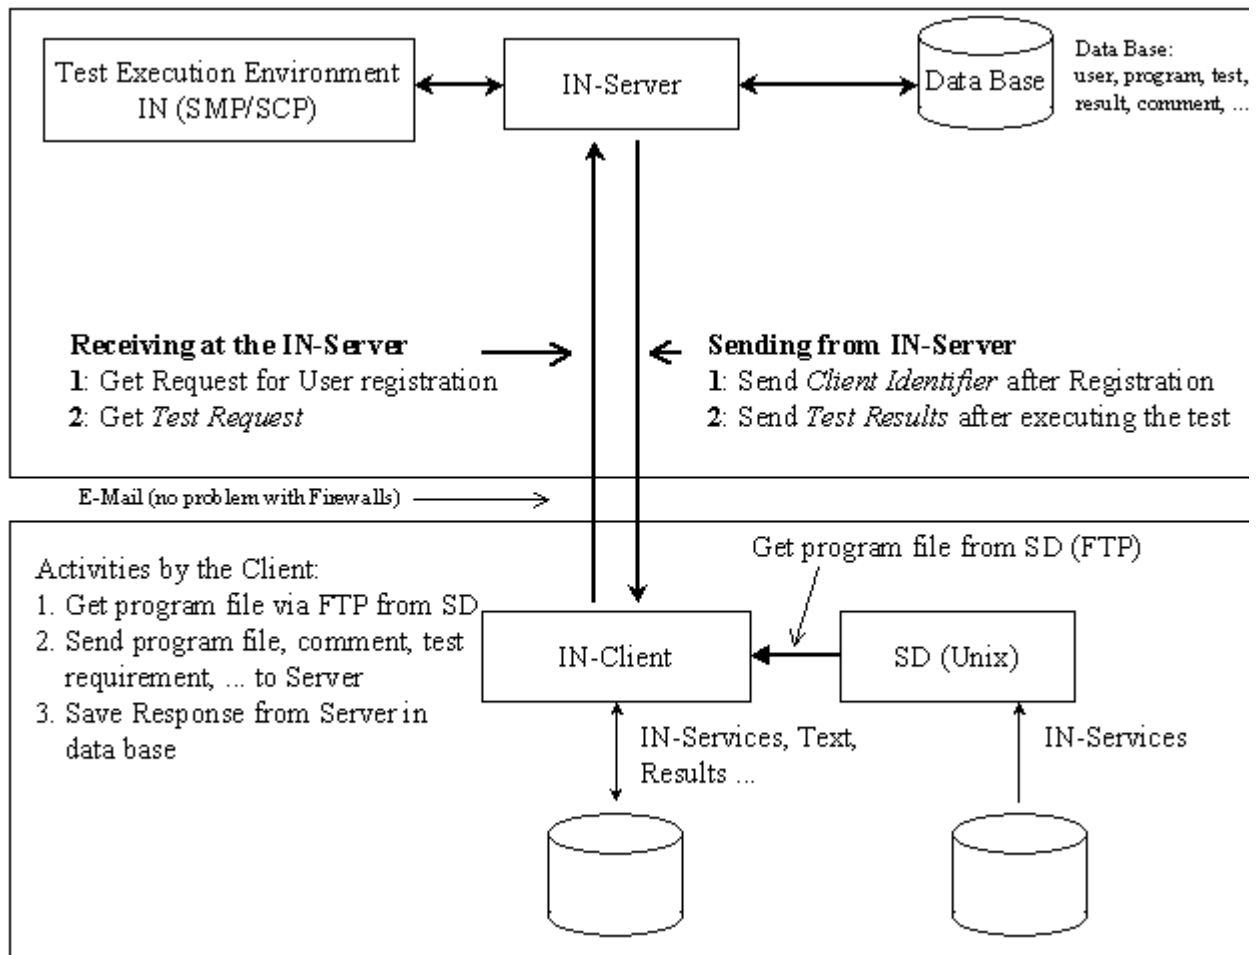 Test Execution Environment
IN (SMP/SCP)
IN-Server
Data Base
Data Base:
user, program, test,
result, comment, ...
Receiving at the IN-Server
1: Get Request for User registration
2: Get Test Request
Sending from IN-Server
1: Send Client Identifier after Registration
2: Send Test Results after executing the test
E-Mail (no problem with Firewalls)
Get program file from SD (FTP)
Activities by the Client:
1. Get program file via FTP from SD
2. Send program file, comment, test
requirement, ... to Server
3. Save Response from Server in
data base
IN-Client
SD (Unix)
IN-Services, Text,
Results ...
IN-Services